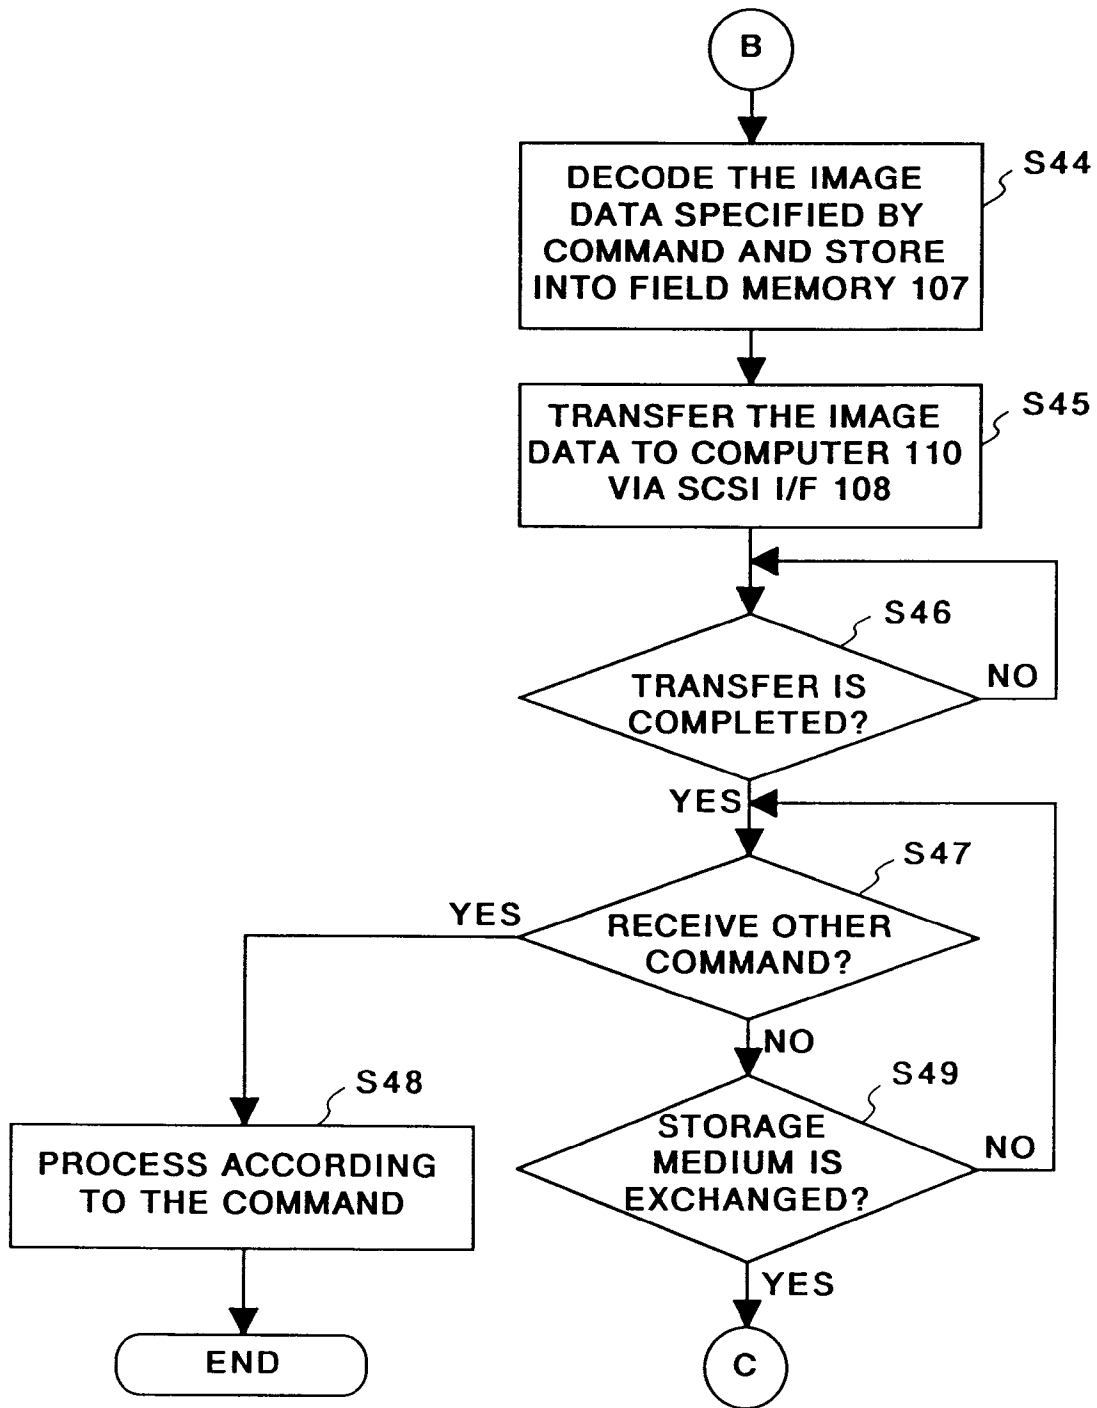 B
S44
DECODE THE IMAGE
DATA SPECIFIED BY
COMMAND AND STORE
INTO FIELD MEMORY 107
S45
TRANSFER THE IMAGE
DATA TO COMPUTER 110
VIA SCSI I/F 108
S46
TRANSFER IS
COMPLETED?
NO
YES
S47
RECEIVE OTHER
COMMAND?
YES
NO
S48
PROCESS ACCORDING
TO THE COMMAND
S49
STORAGE
MEDIUM IS
EXCHANGED?
NO
YES
END
C